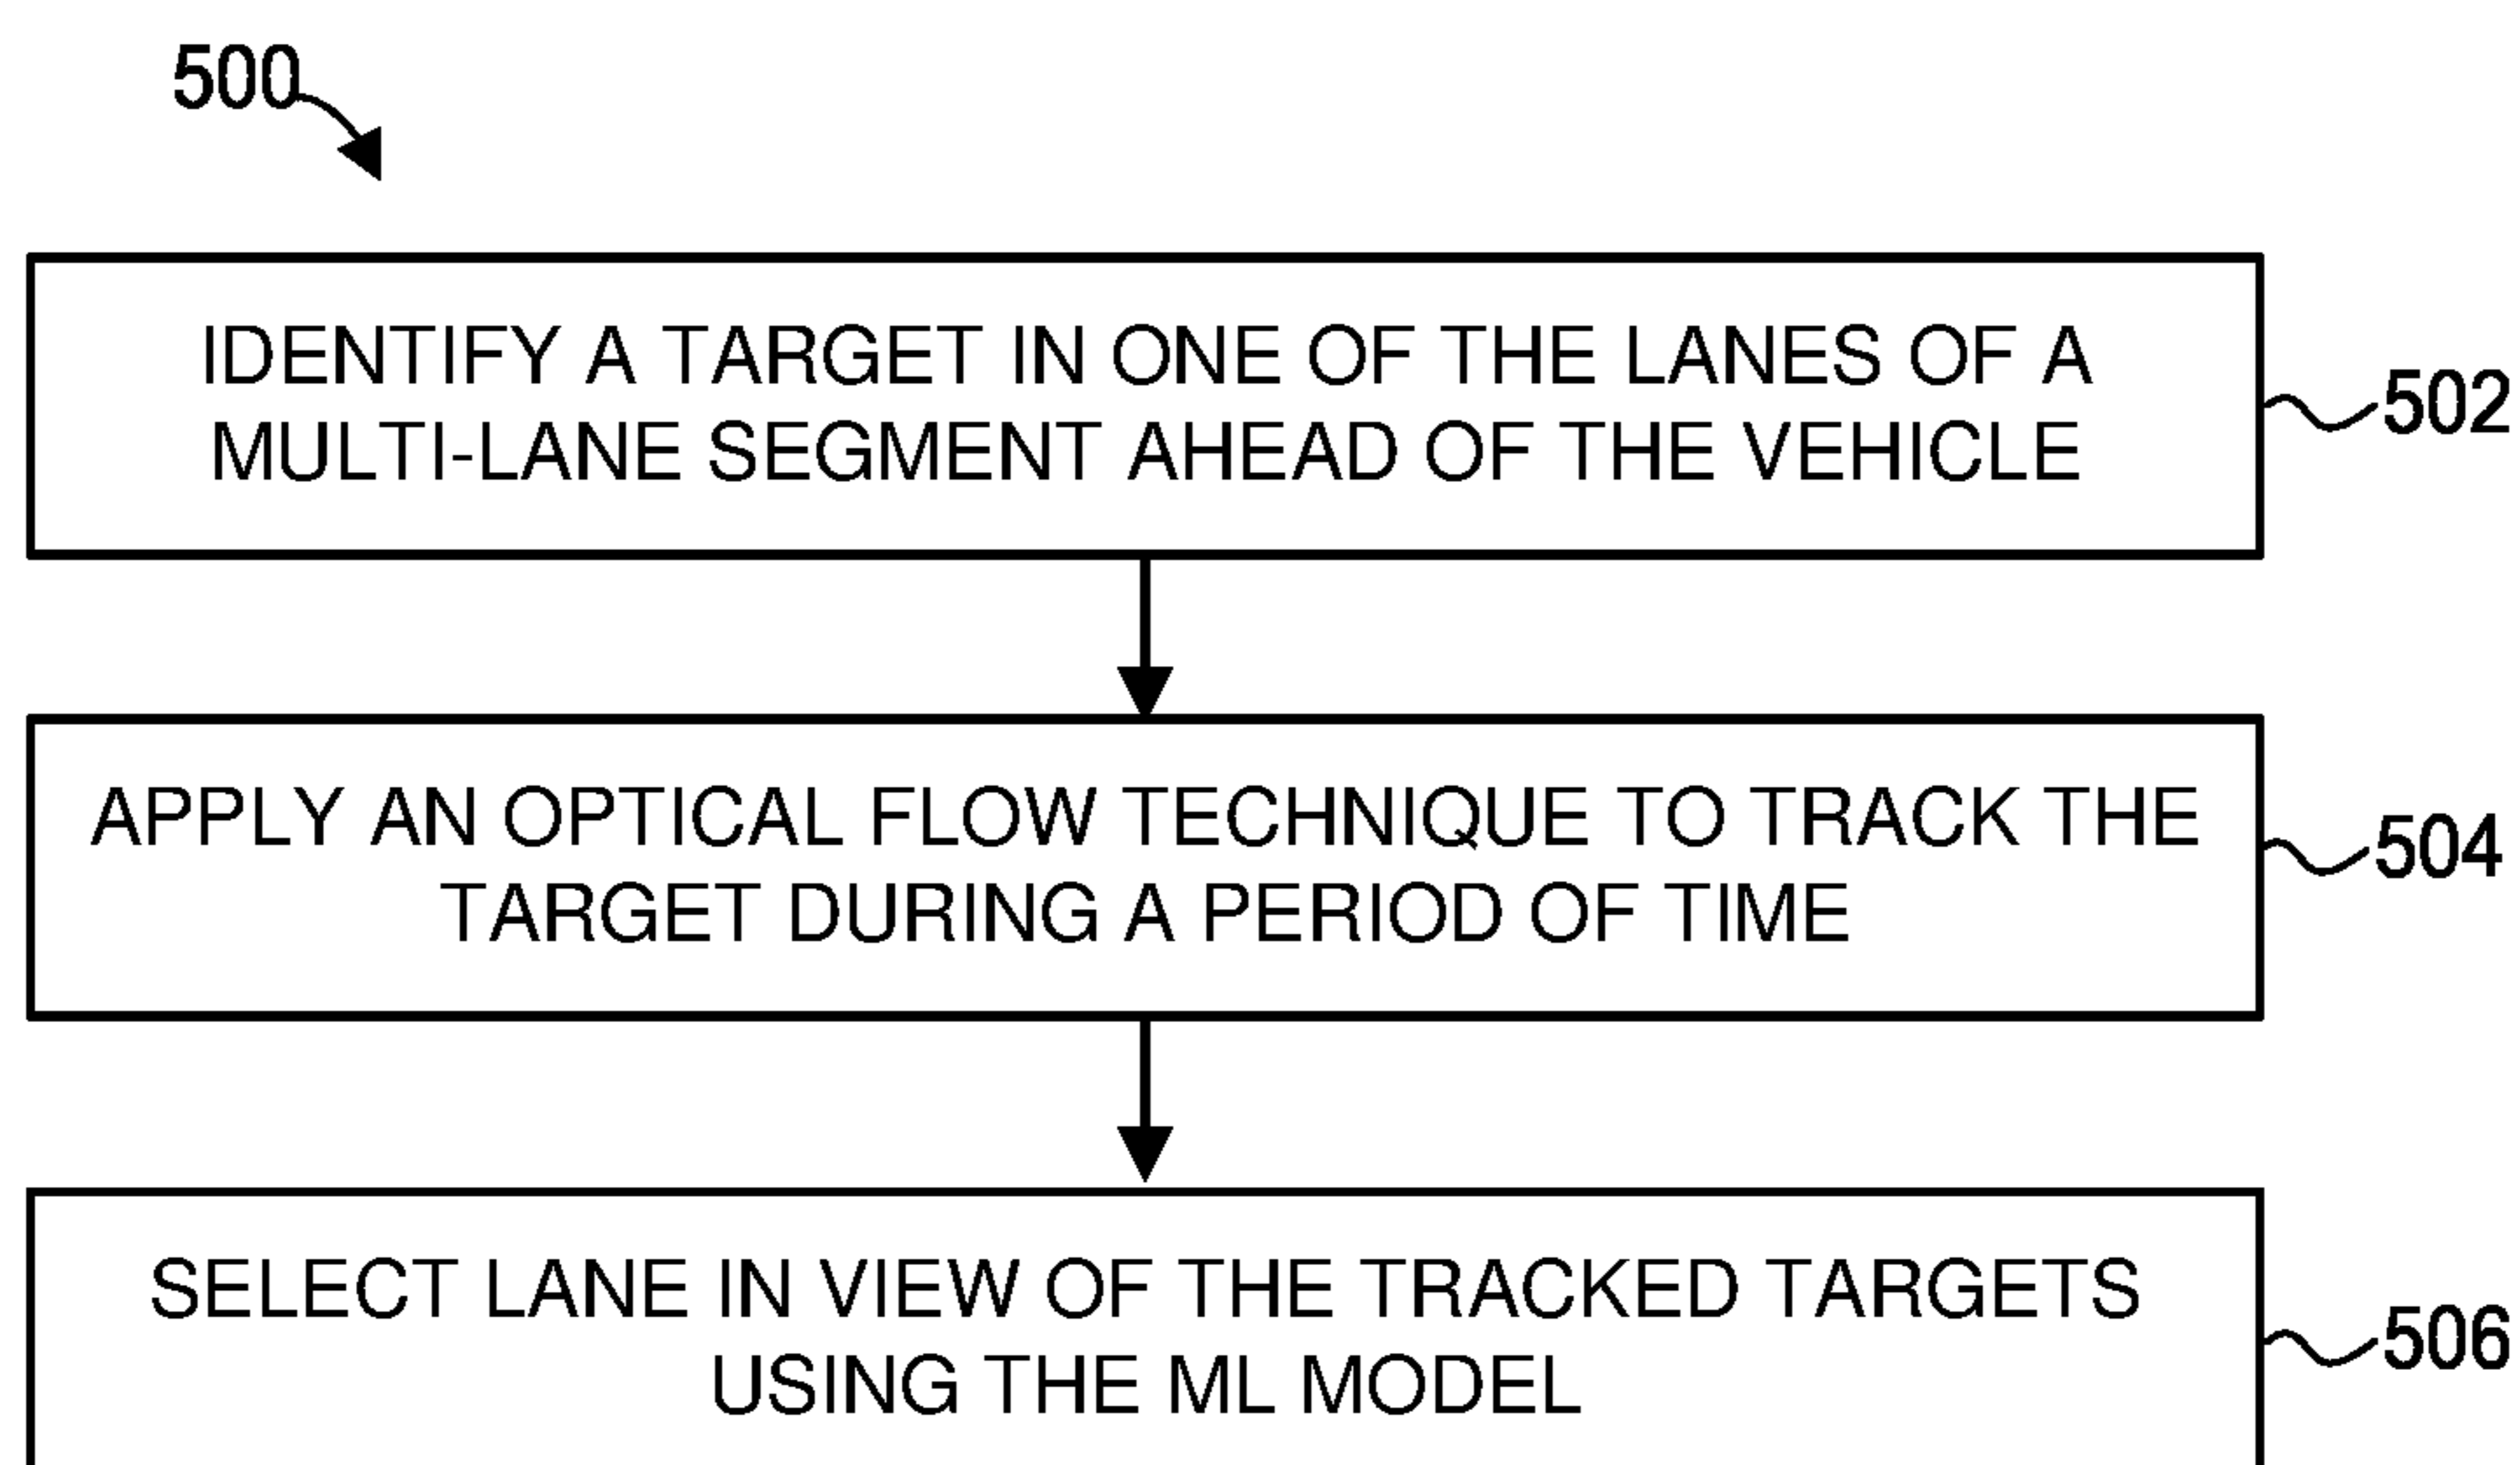 500
IDENTIFY A TARGET IN ONE OF THE LANES OF A
MULTI-LANE SEGMENT AHEAD OF THE VEHICLE
502
APPLY AN OPTICAL FLOW TECHNIQUE TO TRACK THE
TARGET DURING A PERIOD OF TIME
504
SELECT LANE IN VIEW OF THE TRACKED TARGETS
USING THE ML MODEL
506